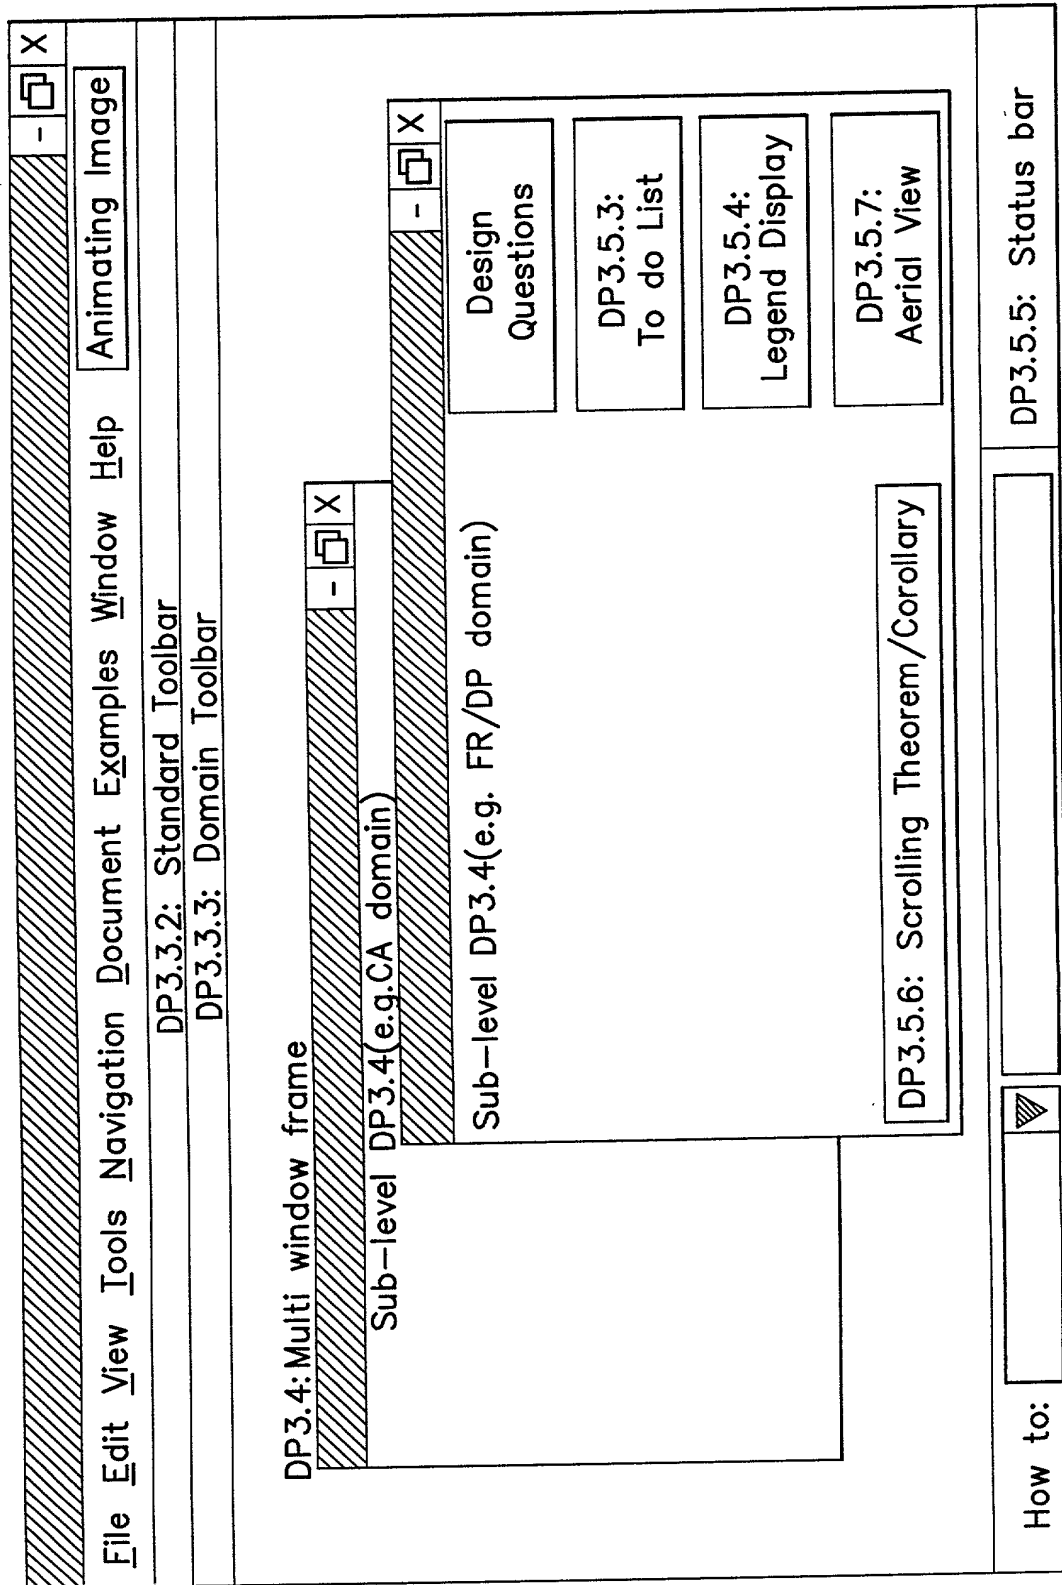 - X
File Edit View Tools Navigation Document Examples Window Help
Animating Image
DP3.3.2: Standard Toolbar
DP3.3.3: Domain Toolbar
DP3.4:Multi window frame
- X
Sub-level DP3.4(e.g.CA domain)
- X
Sub-level DP3.4(e.g. FR/DP domain)
Design
Questions
DP3.5.3:
To do List
DP3.5.4:
Legend Display
DP3.5.7:
Aerial View
DP3.5.6: Scrolling Theorem/Corollary
How to:
DP3.5.5: Status bar